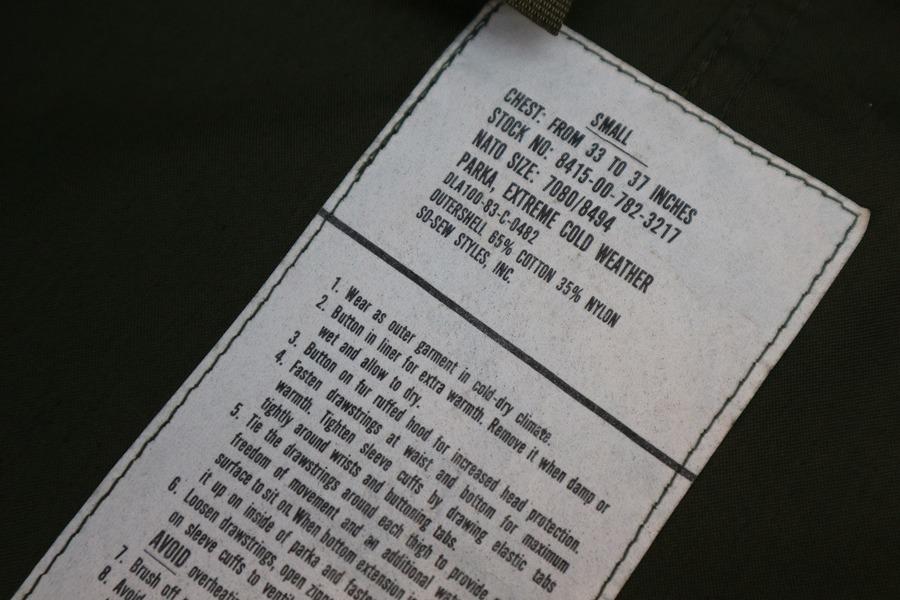 SMALL
CHEST: FROM 33 TO 37 INCHES
STOCK NO: 8415-00-782-3217
NATO SIZE: 7080/8494
PARKA, EXTREME COLD WEATHER
DLA100-83-C-0482
OUTERSHELL 65% COTTON 35% NYLON
SO-SEW STYLES, INC.
1. Wear as outer garment in cold-dry climate.
2. Button in liner for extra warmth. Remove it when damp or
wet and allow to dry.
3. Button on fur ruffed hood for increased head protection.
4. Fasten drawstrings at waist and bottom for maximum
warmth. Tighten sleeve cuffs by drawing elastic tabs
tightly around wrists and buttoning tabs.
5. Tie the drawstrings around each thigh to provide
freedom of movement and an additional
surface to sit on. When bottom extension
it up on inside of parka and
6. Loosen drawstrings, open
on sleeve cuffs to
AVOID
7. Brush off
8. Avoid